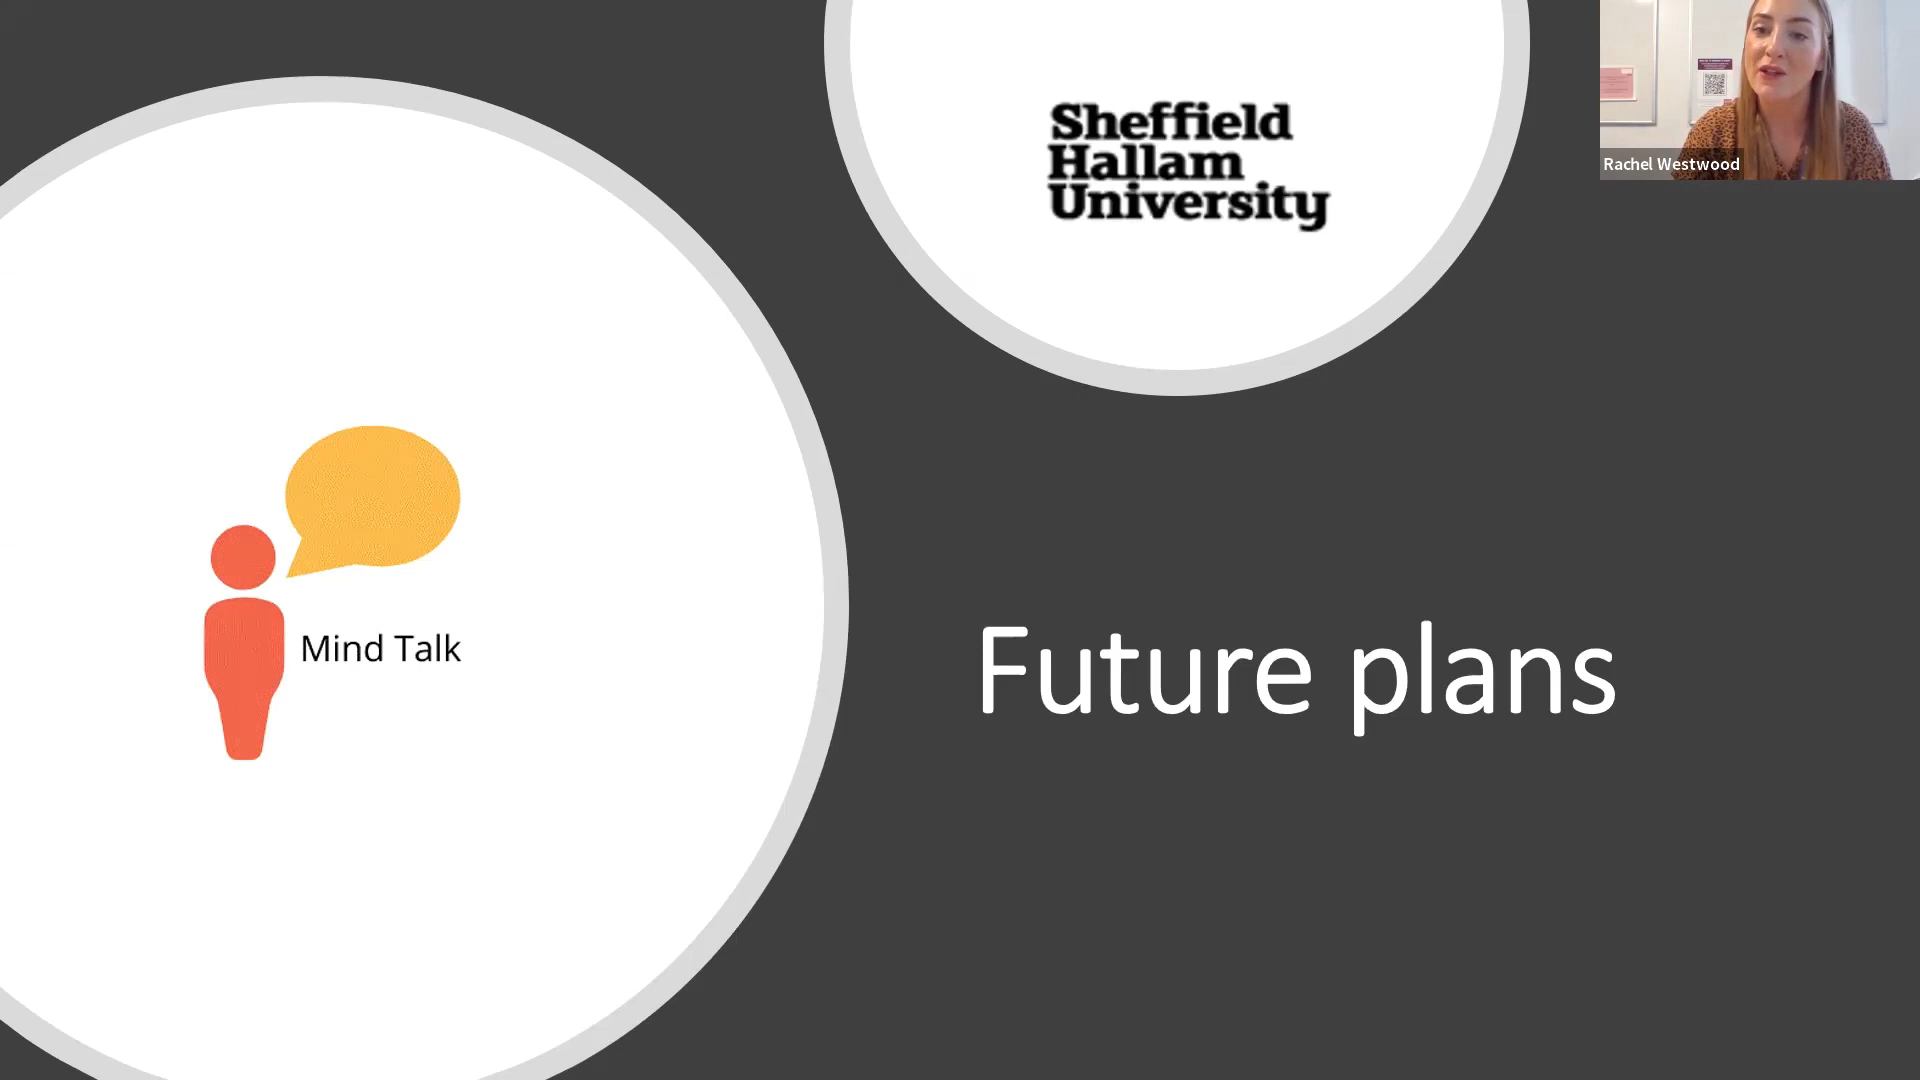 Sheffield
Hallam
University
Rachel Westwood
Mind Talk
Future plans